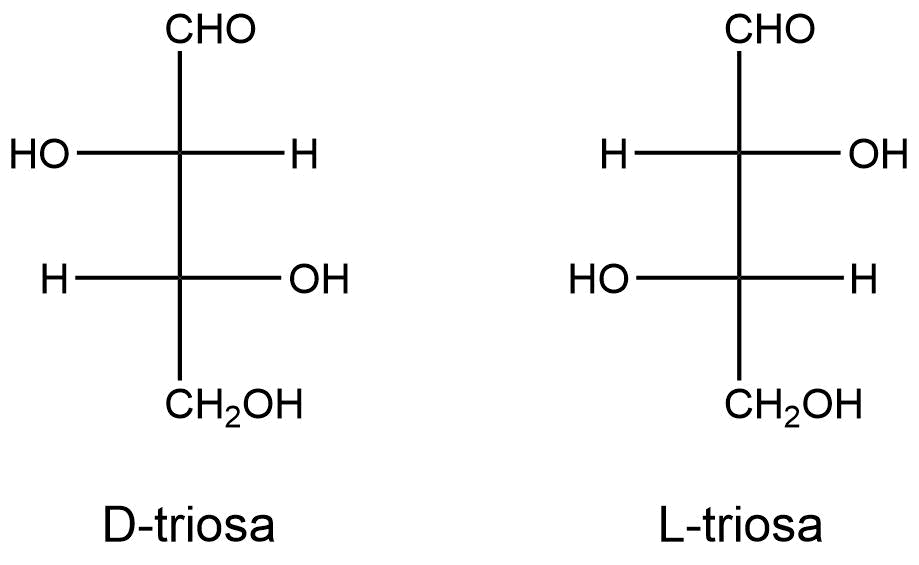 CHO CHO
HO H H OH
H OH HO H
CH₂OH CH₂OH
D-triosa L-triosa